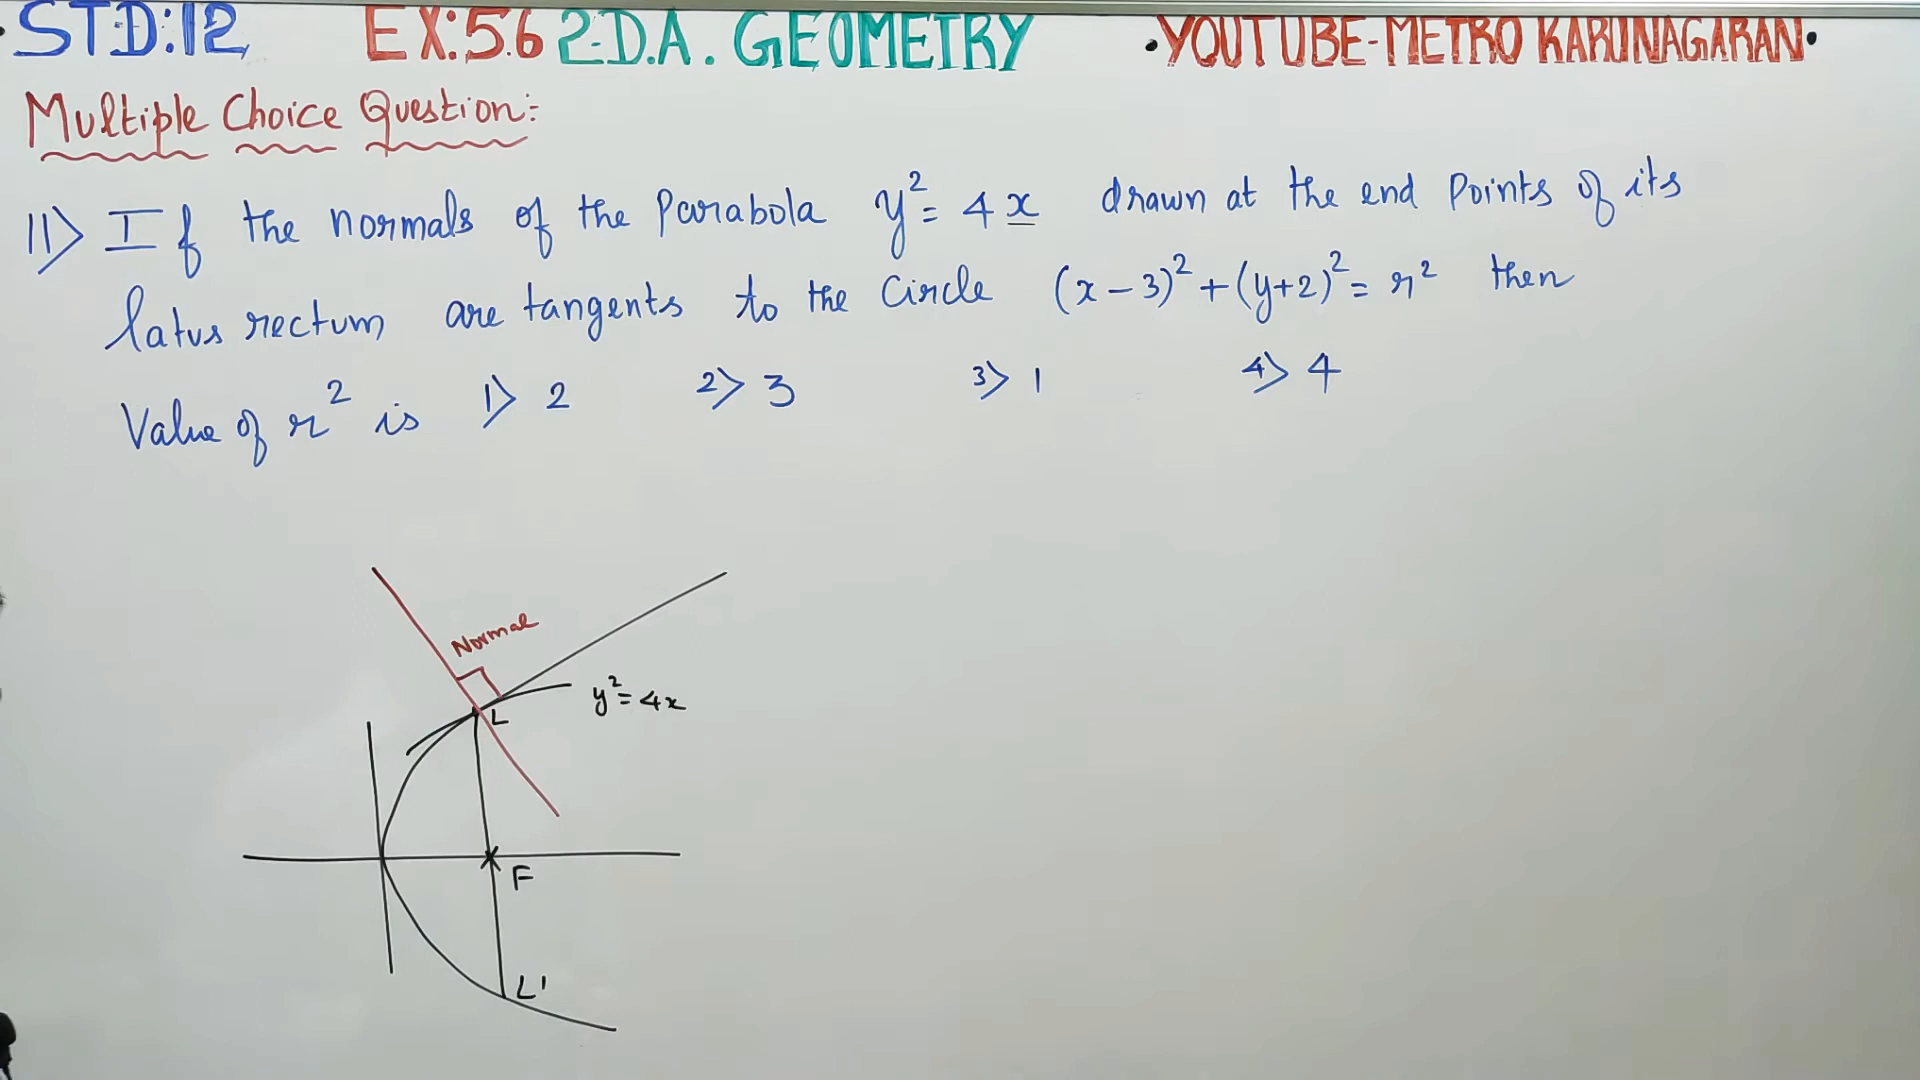 STD:12 EX:5.6 2-D.A. GEOMETRY •YOUTUBE-METRO KARUNAGARAN•
Multiple Choice Question:-
11) If the normals of the Parabola y²=4x drawn at the end Points of its
latus rectum are tangents to the Circle (x-3)²+(y+2)²=r² then
Value of r² is 1) 2 2) 3 3) 1 4) 4
Normal
y²=4x
L
F
L'